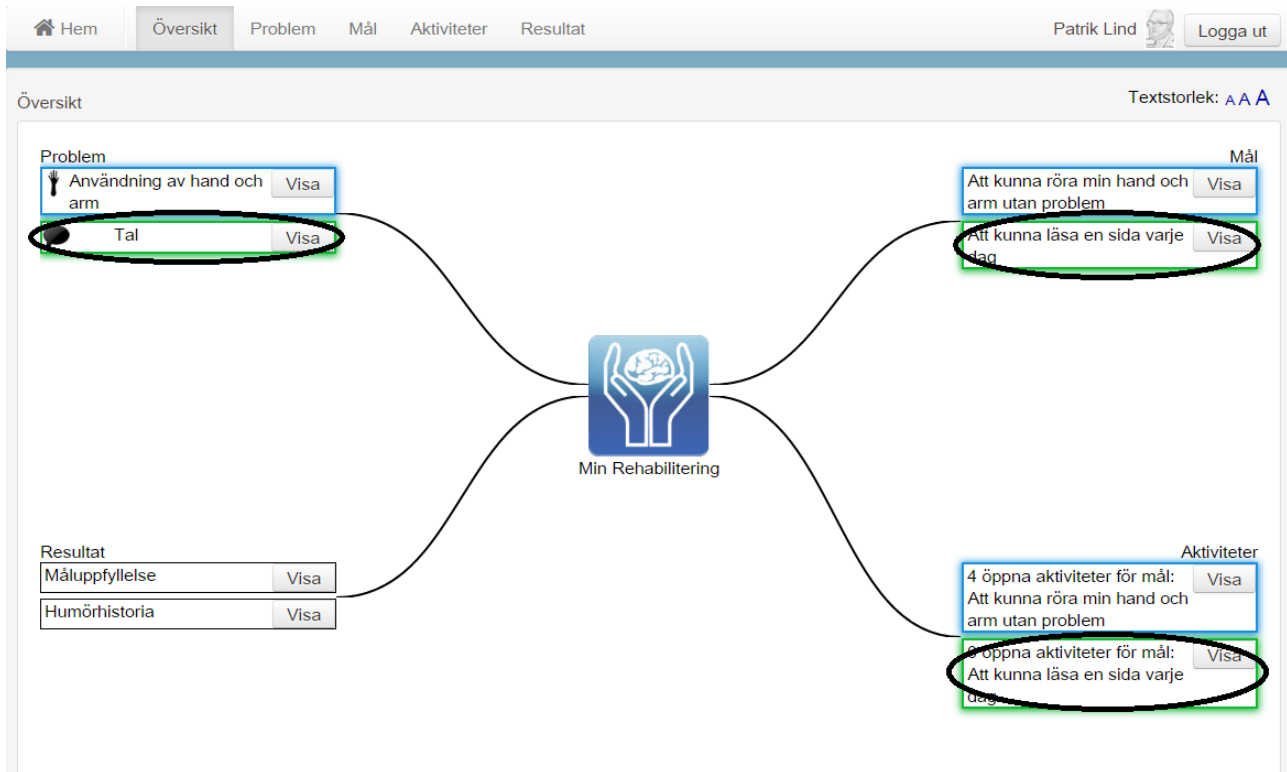 Hem Översikt Problem Mål Aktiviteter Resultat Patrik Lind Logga ut
Översikt
Textstorlek: A A A
Problem
Användning av hand och
arm
Visa
Tal
Visa
Mål
Att kunna röra min hand och
arm utan problem
Visa
Att kunna läsa en sida varje
dag
Visa
Min Rehabilitering
Resultat
Måluppfyllelse
Visa
Humörhistoria
Visa
Aktiviteter
4 öppna aktiviteter för mål:
Att kunna röra min hand och
arm utan problem
Visa
öppna aktiviteter för mål:
Att kunna läsa en sida varje
dag
Visa